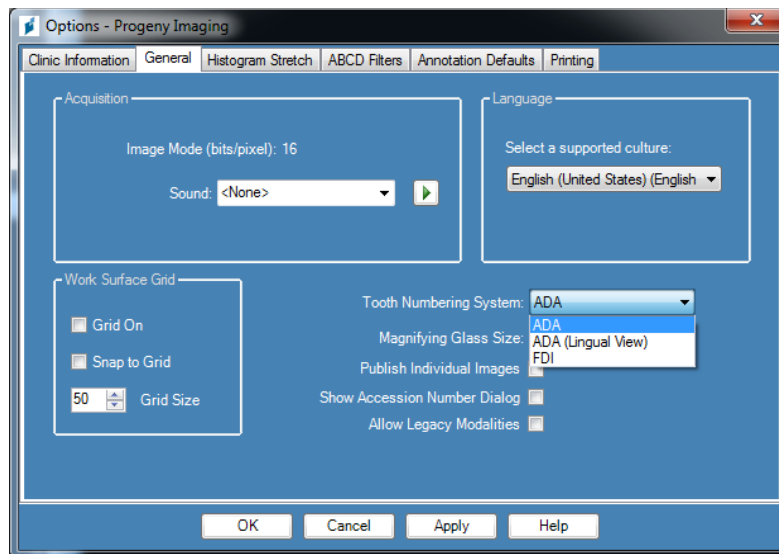 Options - Progeny Imaging
Clinic Information General Histogram Stretch ABCD Filters Annotation Defaults Printing
Acquisition
Image Mode (bits/pixel): 16
Sound: <None>
Language
Select a supported culture:
English (United States) (English
Work Surface Grid
Grid On
Snap to Grid
50 Grid Size
Tooth Numbering System: ADA
ADA
ADA (Lingual View)
FDI
Magnifying Glass Size:
Publish Individual Images
Show Accession Number Dialog
Allow Legacy Modalities
OK Cancel Apply Help